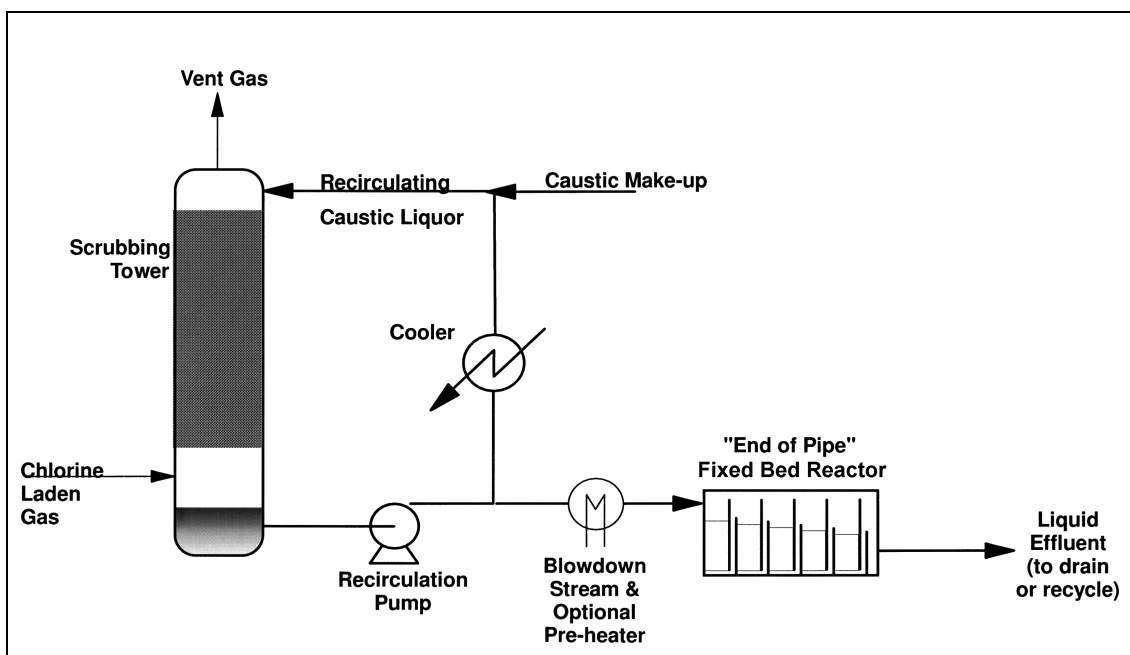 Vent Gas
Recirculating
Caustic Liquor
Caustic Make-up
Scrubbing
Tower
Cooler
Chlorine
Laden
Gas
Recirculation
Pump
Blowdown
Stream &
Optional
Pre-heater
"End of Pipe"
Fixed Bed Reactor
Liquid
Effluent
(to drain
or recycle)